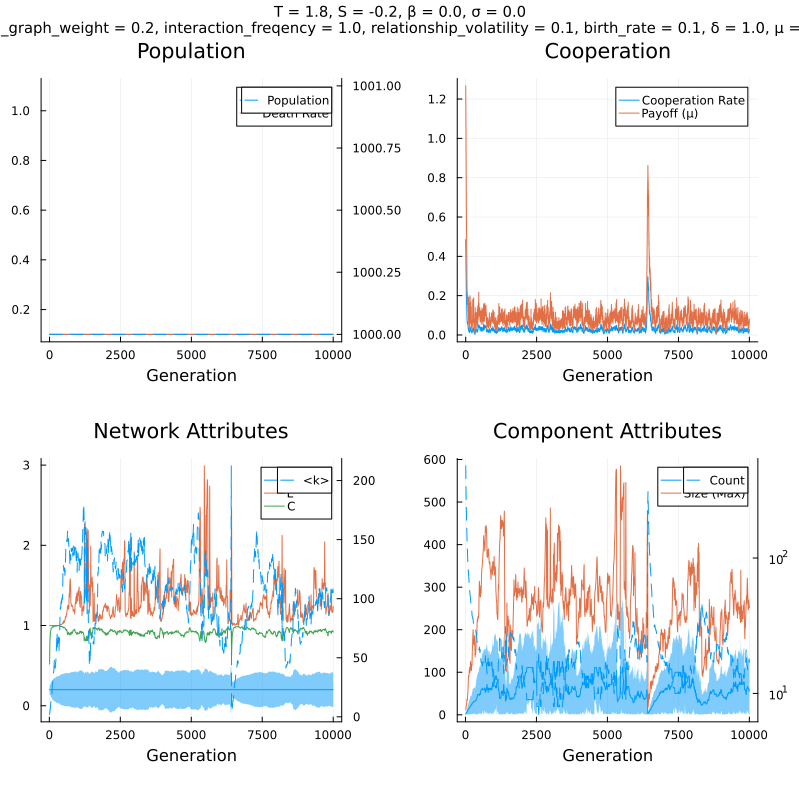 T = 1.8, S = -0.2, β = 0.0, σ = 0.0
_graph_weight = 0.2, interaction_freqency = 1.0, relationship_volatility = 0.1, birth_rate = 0.1, δ = 1.0, μ =
Population
Cooperation
1.0
0.8
0.6
0.4
0.2
1001.00
1000.75
1000.50
1000.25
1000.00
Population
Death Rate
0
2500
5000
7500
10000
Generation
1.2
1.0
0.8
0.6
0.4
0.2
0.0
Cooperation Rate
Payoff (μ)
0
2500
5000
7500
10000
Generation
Network Attributes
Component Attributes
3
2
1
0
200
150
100
50
0
<k>
L
C
0
2500
5000
7500
10000
Generation
600
500
400
300
200
100
0
10²
10¹
Count
Size (Max)
0
2500
5000
7500
10000
Generation